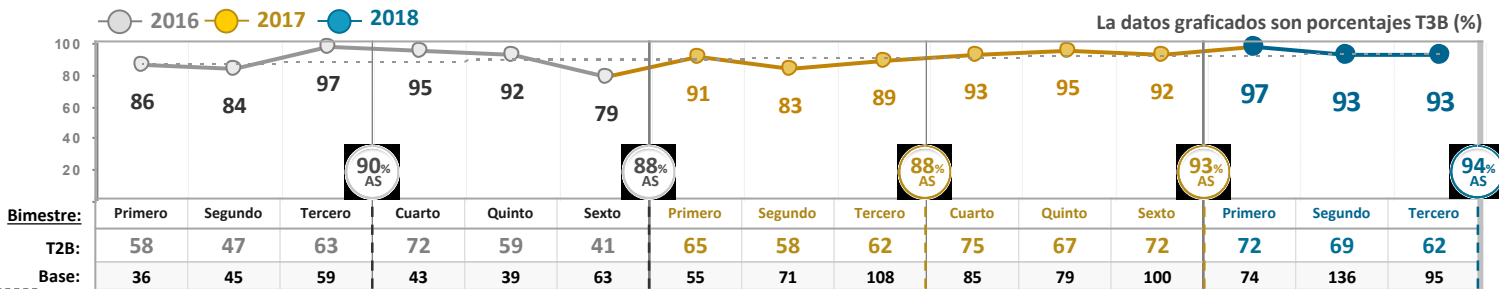 2016 2017 2018
La datos graficados son porcentajes T3B (%)
100
80
60
40
20
86 84 97 95 92 79 91 83 89 93 95 92 97 93 93
90% AS 88% AS 88% AS 93% AS 94% AS
Bimestre: Primero Segundo Tercero Cuarto Quinto Sexto Primero Segundo Tercero Cuarto Quinto Sexto Primero Segundo Tercero
T2B: 58 47 63 72 59 41 65 58 62 75 67 72 72 69 62
Base: 36 45 59 43 39 63 55 71 108 85 79 100 74 136 95